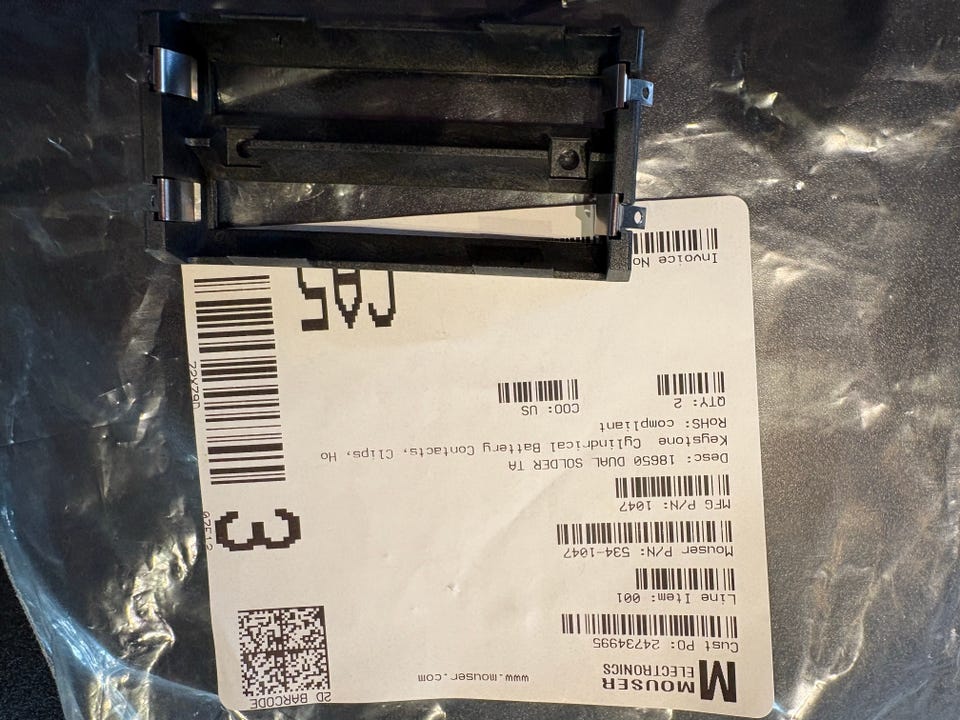 MOUSER
ELECTRONICS
www.mouser.com
2D BARCODE
Cust PO: 24734995
Line Item: 001
Mouser P/N: 534-1047
MFG P/N: 1047
3
Desc: 18650 DUAL SOLDER TA
Keystone Cylindrical Battery Contacts, Clips, Ho
RoHS: compliant
QTY: 2
COO: US
Invoice No